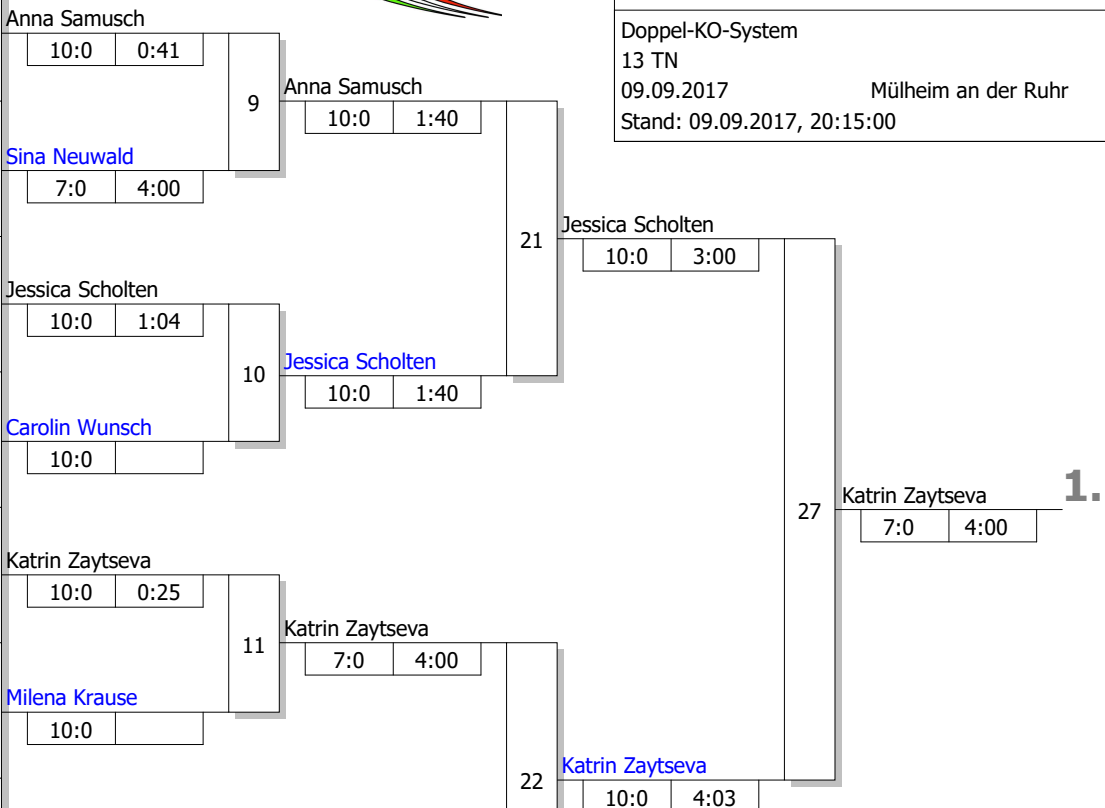 Anna Samusch
10:0 0:41
9
Sina Neuwald
7:0 4:00
Anna Samusch
10:0 1:40
Doppel-KO-System
13 TN
09.09.2017 Mülheim an der Ruhr
Stand: 09.09.2017, 20:15:00
21
Jessica Scholten
10:0 3:00
Jessica Scholten
10:0 1:04
10
Jessica Scholten
10:0 1:40
Carolin Wunsch
10:0
27
Katrin Zaytseva 1.
7:0 4:00
Katrin Zaytseva
10:0 0:25
11
Katrin Zaytseva
7:0 4:00
Milena Krause
10:0
22
Katrin Zaytseva
10:0 4:03